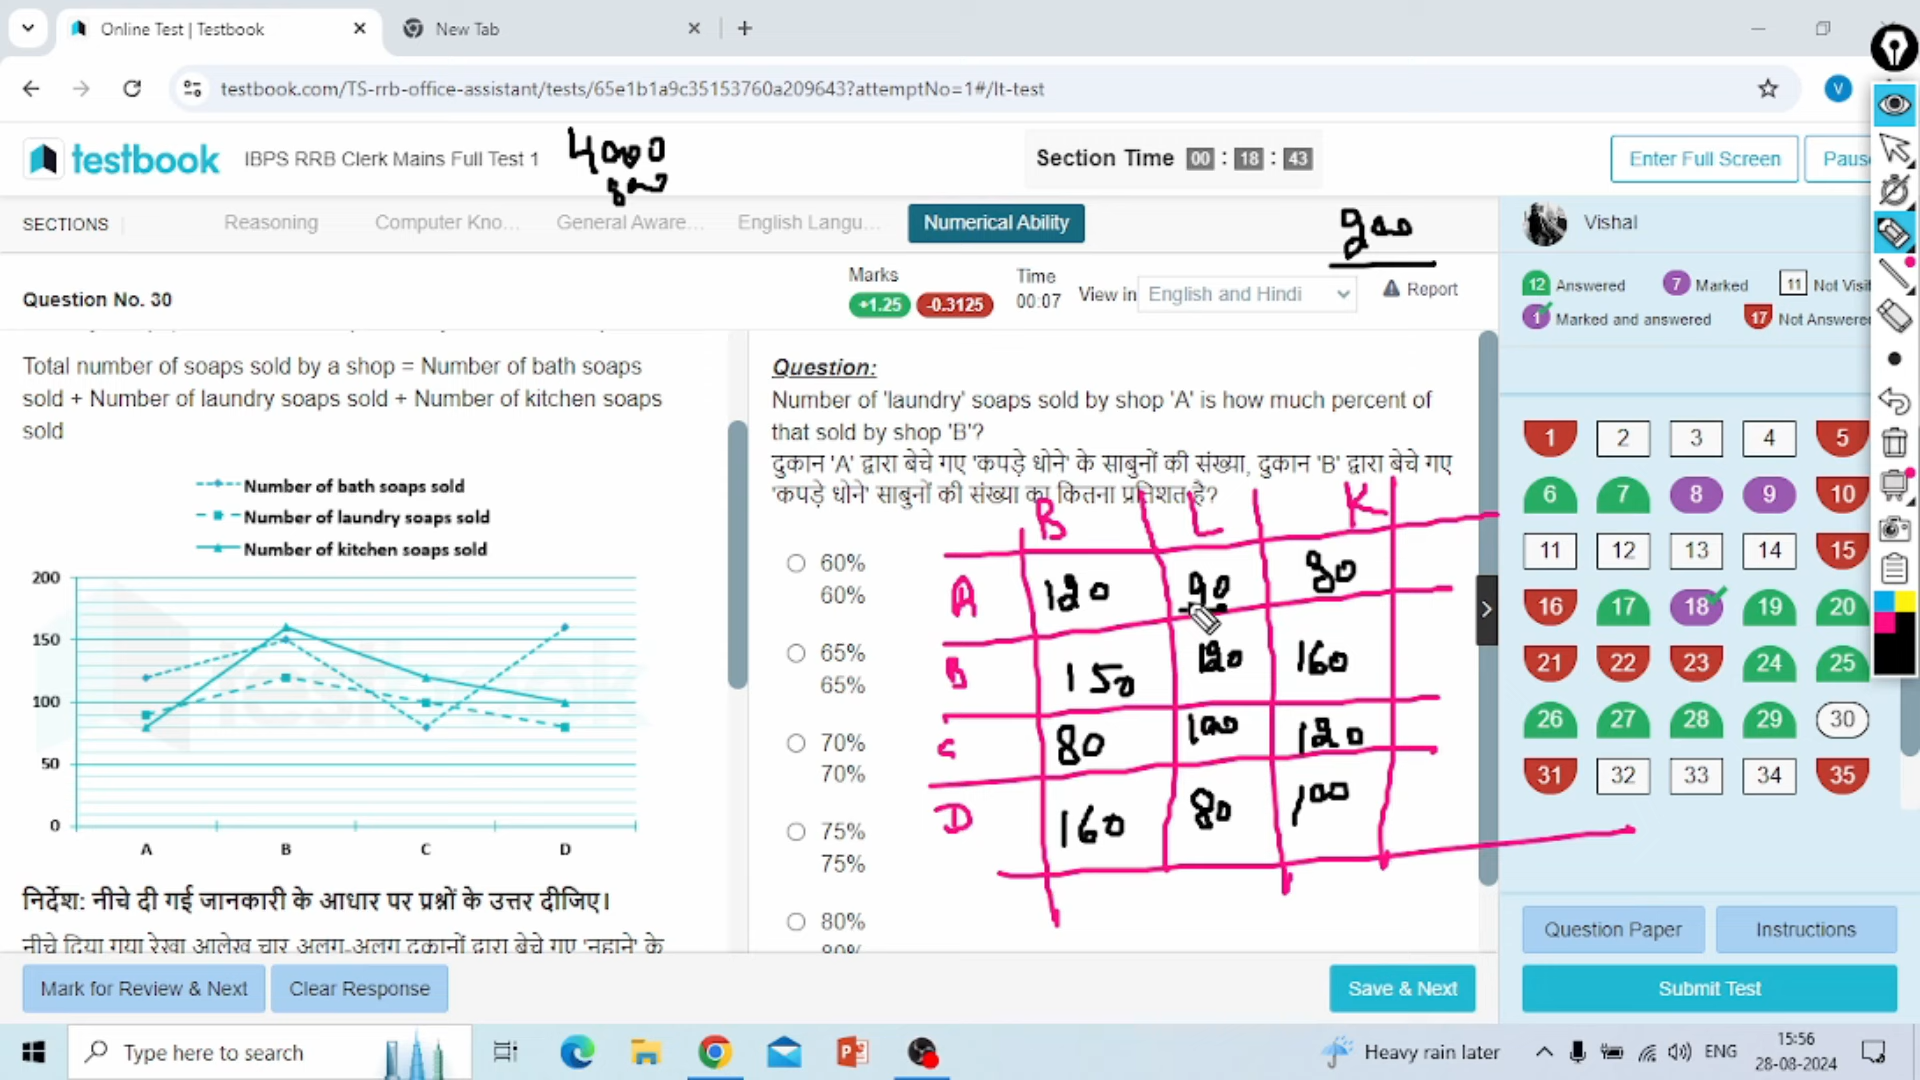 Online Test | Testbook
New Tab
testbook.com/TS-rrb-office-assistant/tests/65e1b1a9c35153760a209643?attemptNo=1#/lt-test
V
testbook
IBPS RRB Clerk Mains Full Test 1
4000
Section Time 00 : 18 : 43
Enter Full Screen
Paus
SECTIONS
Reasoning
Computer Kno...
General Aware...
English Langu...
Numerical Ability
900
Vishal
Question No. 30
Marks
+1.25 -0.3125
Time
00:07
View in English and Hindi
Report
12 Answered
7 Marked
11 Not Visit
1 Marked and answered
17 Not Answere
Total number of soaps sold by a shop = Number of bath soaps
sold + Number of laundry soaps sold + Number of kitchen soaps
sold
Number of bath soaps sold
Number of laundry soaps sold
Number of kitchen soaps sold
200
150
100
50
0
A B C D
निर्देश: नीचे दी गई जानकारी के आधार पर प्रश्नों के उत्तर दीजिए।
नीचे दिया गया रेखा आलेख चार अलग-अलग दुकानों द्वारा बेचे गए 'नहाने' के
Question:
Number of 'laundry' soaps sold by shop 'A' is how much percent of
that sold by shop 'B'?
दुकान 'A' द्वारा बेचे गए 'कपड़े धोने' के साबुनों की संख्या, दुकान 'B' द्वारा बेचे गए
'कपड़े धोने' साबुनों की संख्या का कितना प्रतिशत है?
60%
60%
65%
65%
70%
70%
75%
75%
80%
80%
B L K
A 120 90 80
B 150 120 160
C 80 100 120
D 160 80 100
1 2 3 4 5
6 7 8 9 10
11 12 13 14 15
16 17 18 19 20
21 22 23 24 25
26 27 28 29 30
31 32 33 34 35
Question Paper
Instructions
Mark for Review & Next
Clear Response
Save & Next
Submit Test
Type here to search
Heavy rain later
ENG
15:56
28-08-2024